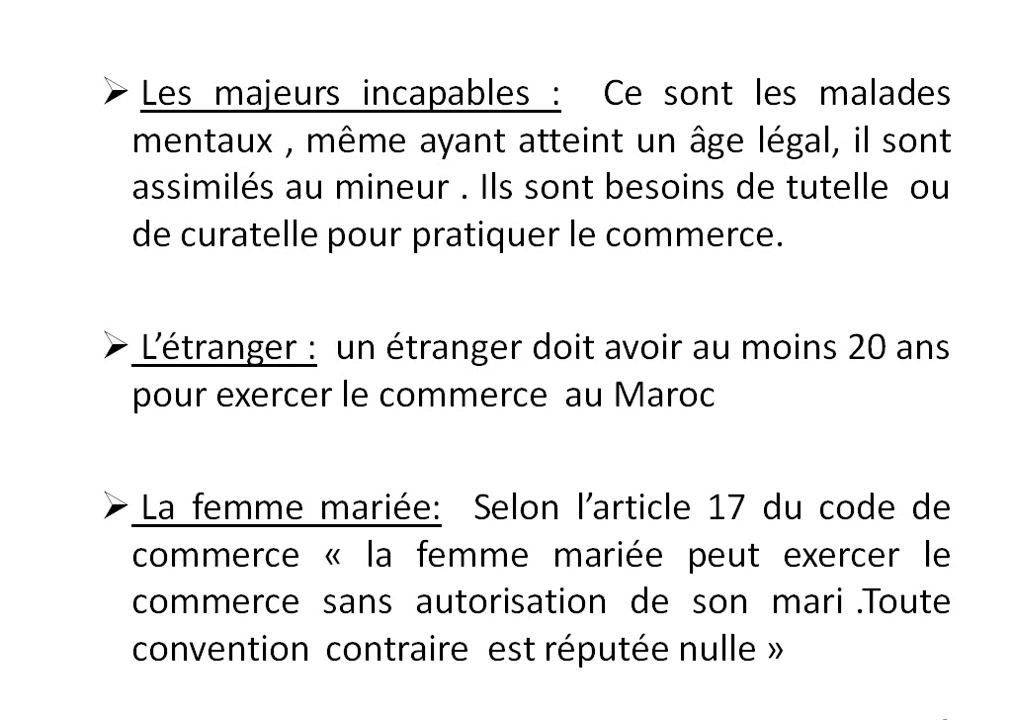 ➢ Les majeurs incapables : Ce sont les malades
mentaux , même ayant atteint un âge légal, il sont
assimilés au mineur . Ils sont besoins de tutelle ou
de curatelle pour pratiquer le commerce.
➢ L’étranger : un étranger doit avoir au moins 20 ans
pour exercer le commerce au Maroc
➢ La femme mariée: Selon l’article 17 du code de
commerce « la femme mariée peut exercer le
commerce sans autorisation de son mari .Toute
convention contraire est réputée nulle »